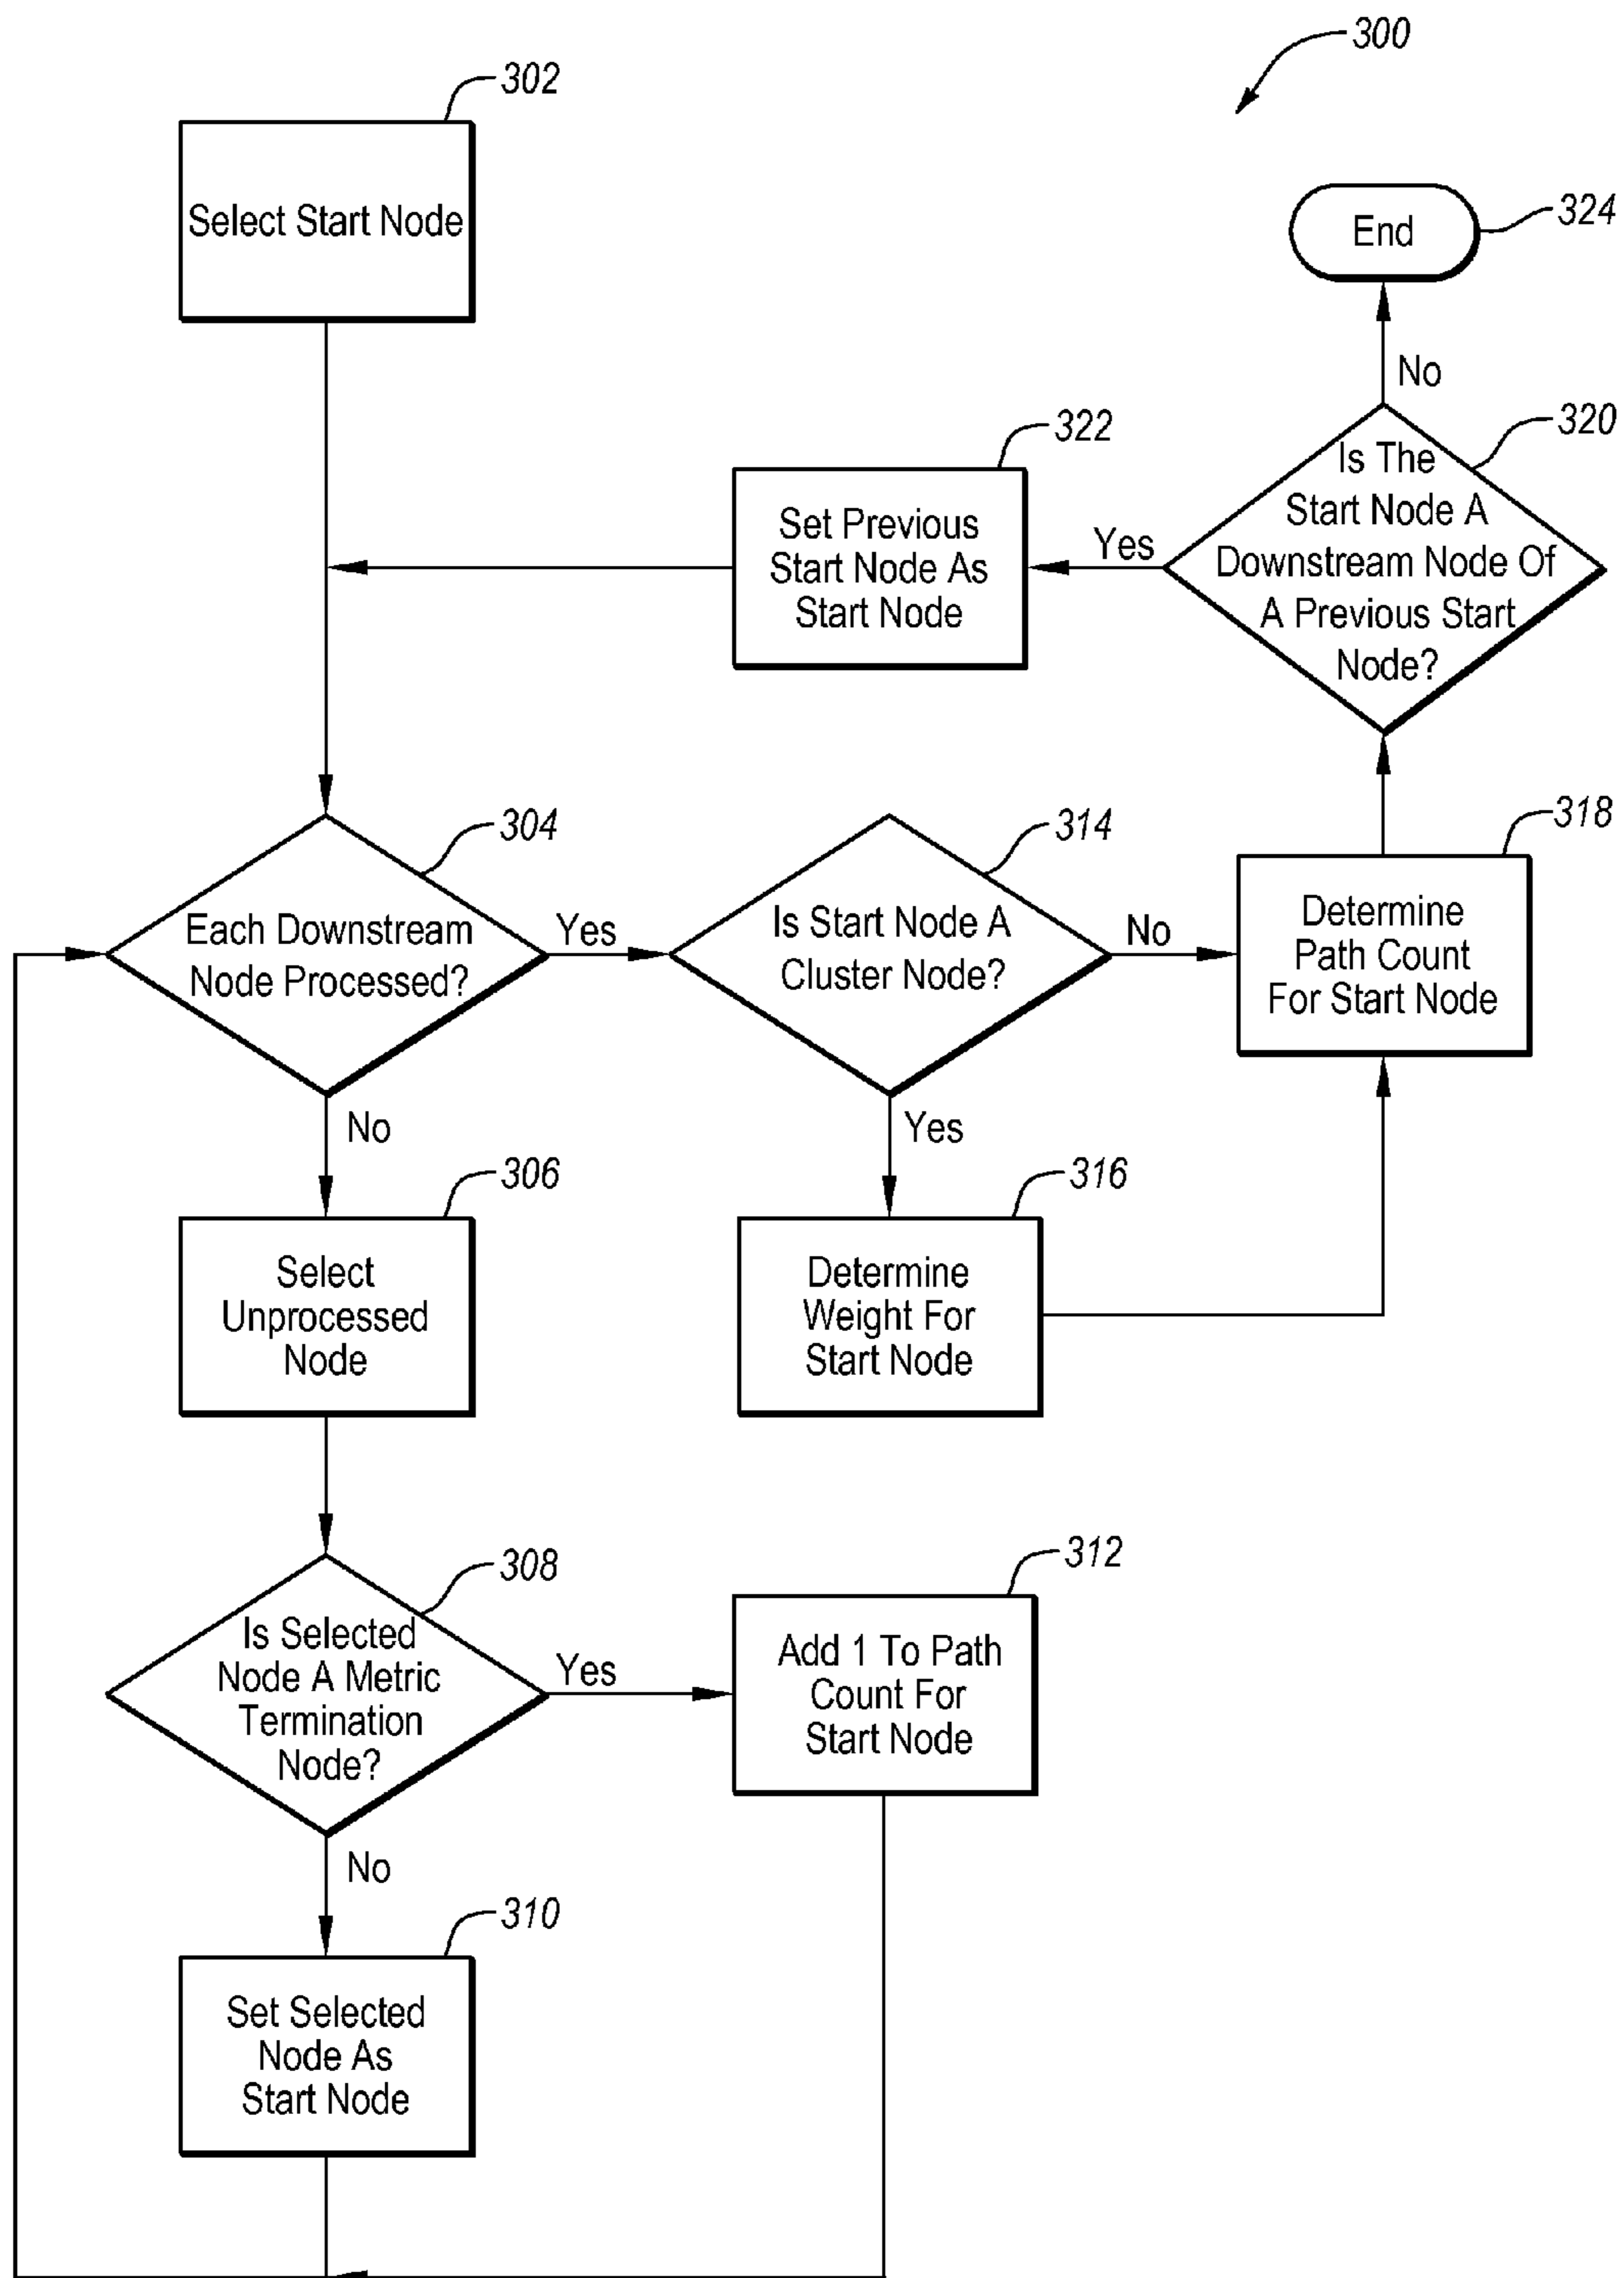 300
302
Select Start Node
324
End
No
320
Is The
Start Node A
Downstream Node Of
A Previous Start
Node?
322
Set Previous
Start Node As
Start Node
Yes
304
Each Downstream
Node Processed?
Yes
314
Is Start Node A
Cluster Node?
No
318
Determine
Path Count
For Start Node
No
Yes
306
Select
Unprocessed
Node
316
Determine
Weight For
Start Node
308
Is Selected
Node A Metric
Termination
Node?
Yes
312
Add 1 To Path
Count For
Start Node
No
310
Set Selected
Node As
Start Node